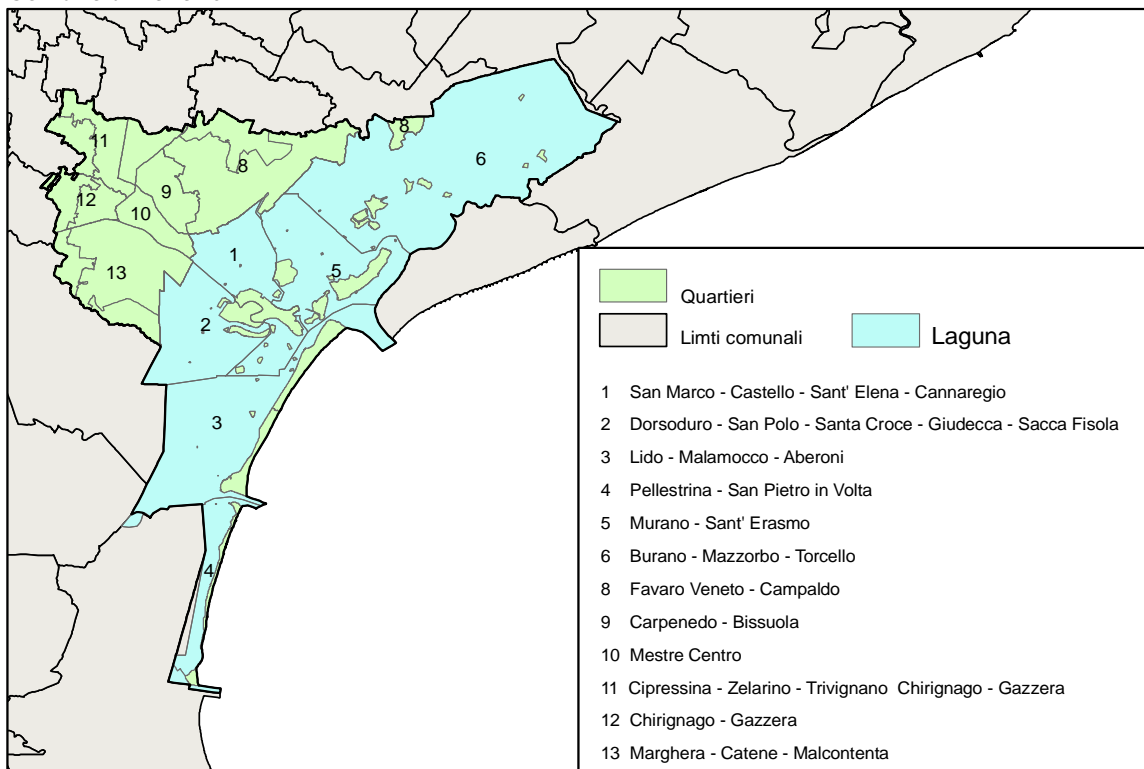 11
8
8
6
12
9
10
1
13
5
2
3
4
Quartieri
Limti comunali
Laguna
1 San Marco - Castello - Sant' Elena - Cannaregio
2 Dorsoduro - San Polo - Santa Croce - Giudecca - Sacca Fisola
3 Lido - Malamocco - Aberoni
4 Pellestrina - San Pietro in Volta
5 Murano - Sant' Erasmo
6 Burano - Mazzorbo - Torcello
8 Favaro Veneto - Campaldo
9 Carpenedo - Bissuola
10 Mestre Centro
11 Cipressina - Zelarino - Trivignano Chirignago - Gazzera
12 Chirignago - Gazzera
13 Marghera - Catene - Malcontenta